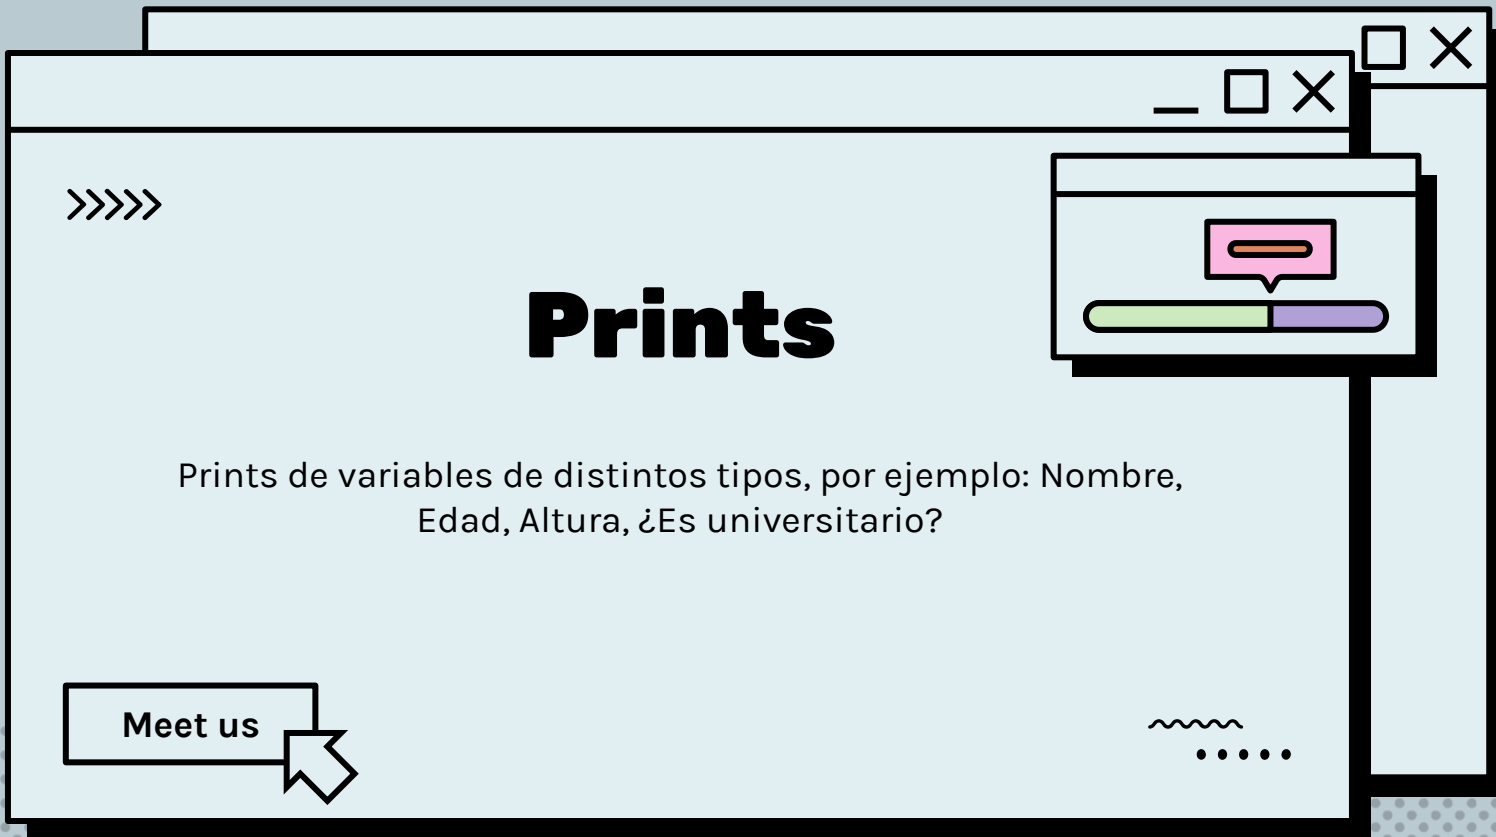 Prints
Prints de variables de distintos tipos, por ejemplo: Nombre,
Edad, Altura, ¿Es universitario?
Meet us